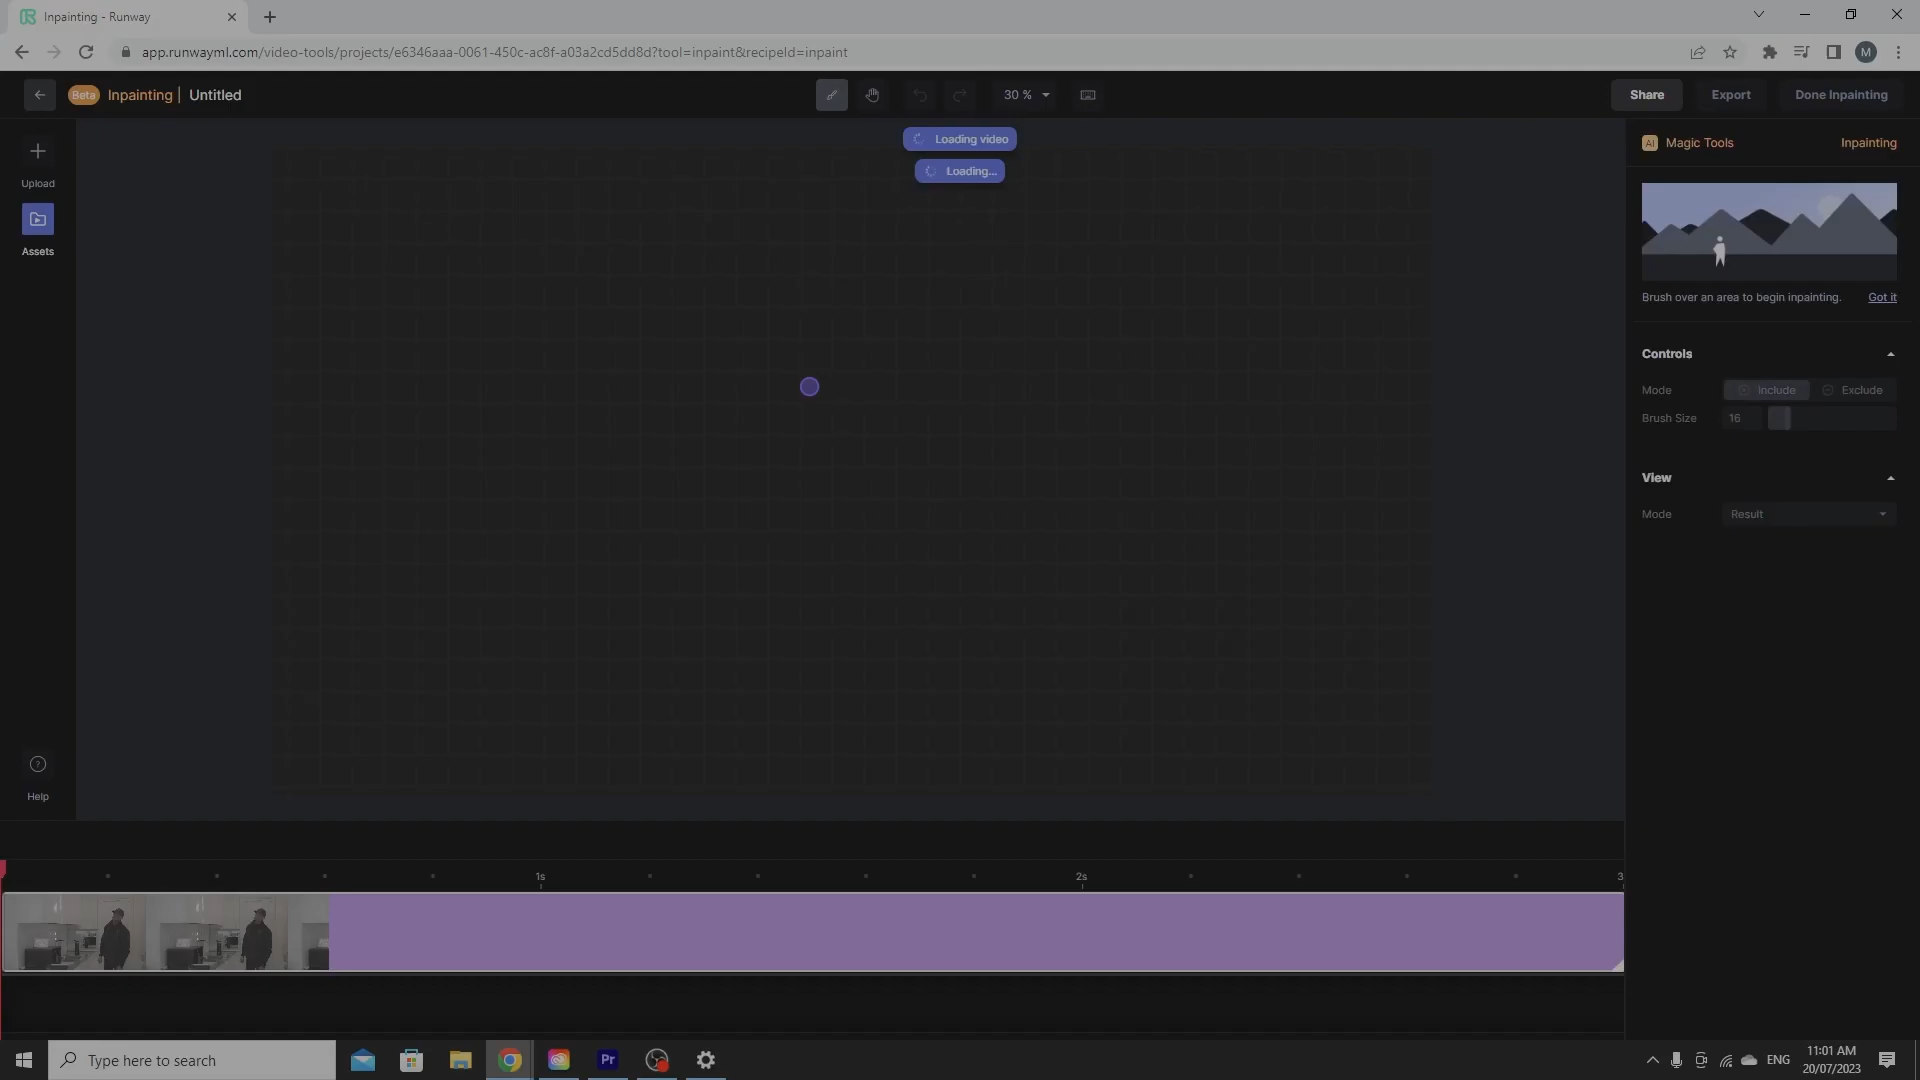 Inpainting - Runway
app.runwayml.com/video-tools/projects/e6346aaa-0061-450c-ac8f-a03a2cd5dd8d?tool=inpaint&recipeId=inpaint
M
Beta Inpainting | Untitled
30 %
Share
Export
Done Inpainting
Loading video
Loading...
Upload
Assets
Help
AI Magic Tools
Inpainting
Brush over an area to begin inpainting. Got it
Controls
Mode Include Exclude
Brush Size 16
View
Mode Result
1s 2s 3
Type here to search
Pr
ENG
11:01 AM
20/07/2023